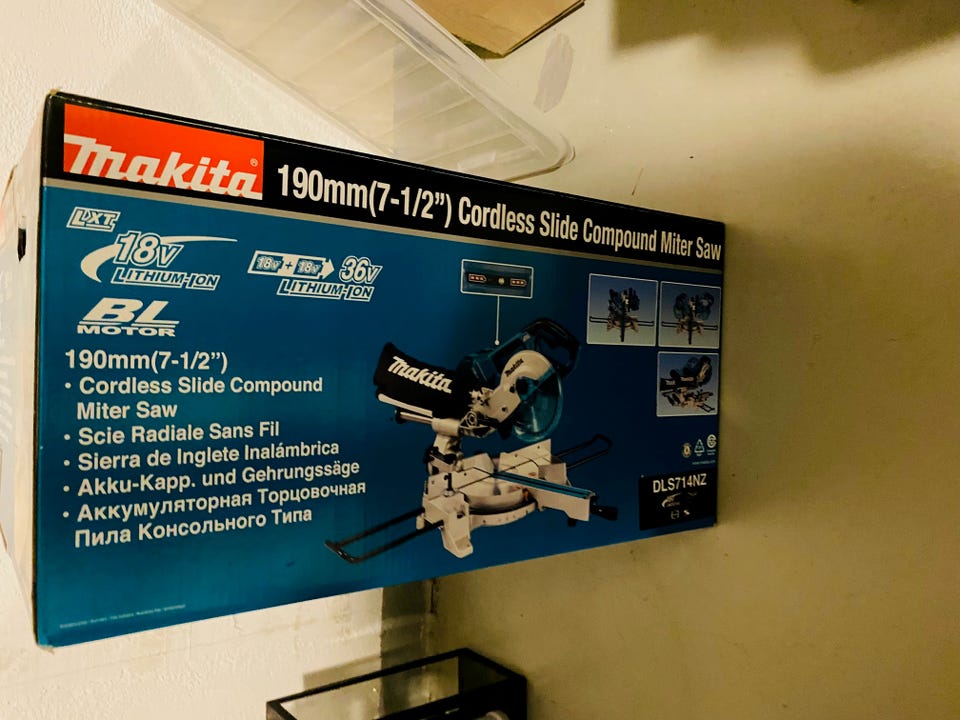 Makita® 190mm(7-1/2”) Cordless Slide Compound Miter Saw
LXT
18V
LITHIUM-ION
18V + 18V 36V
LITHIUM-ION
BL
MOTOR
190mm(7-1/2”)
• Cordless Slide Compound
Miter Saw
• Scie Radiale Sans Fil
• Sierra de Inglete Inalámbrica
• Akku-Kapp. und Gehrungssäge
• Аккумуляторная Торцовочная
Пила Консольного Типа
Makita
Makita
DLS714NZ